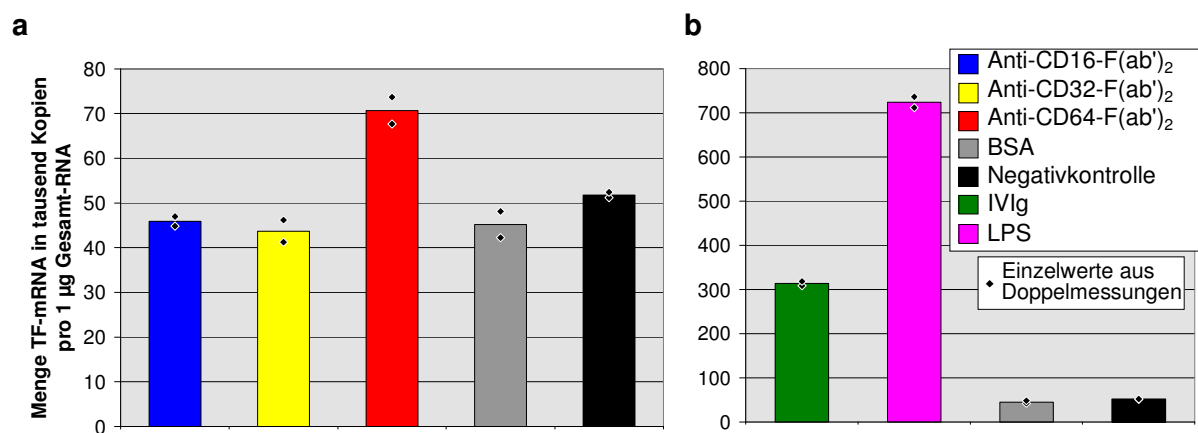 a
Menge TF-mRNA in tausend Kopien
pro 1 µg Gesamt-RNA
80
70
60
50
40
30
20
10
0
b
800
700
600
500
400
300
200
100
0
Anti-CD16-F(ab')₂
Anti-CD32-F(ab')₂
Anti-CD64-F(ab')₂
BSA
Negativkontrolle
IVIg
LPS
Einzelwerte aus
Doppelmessungen